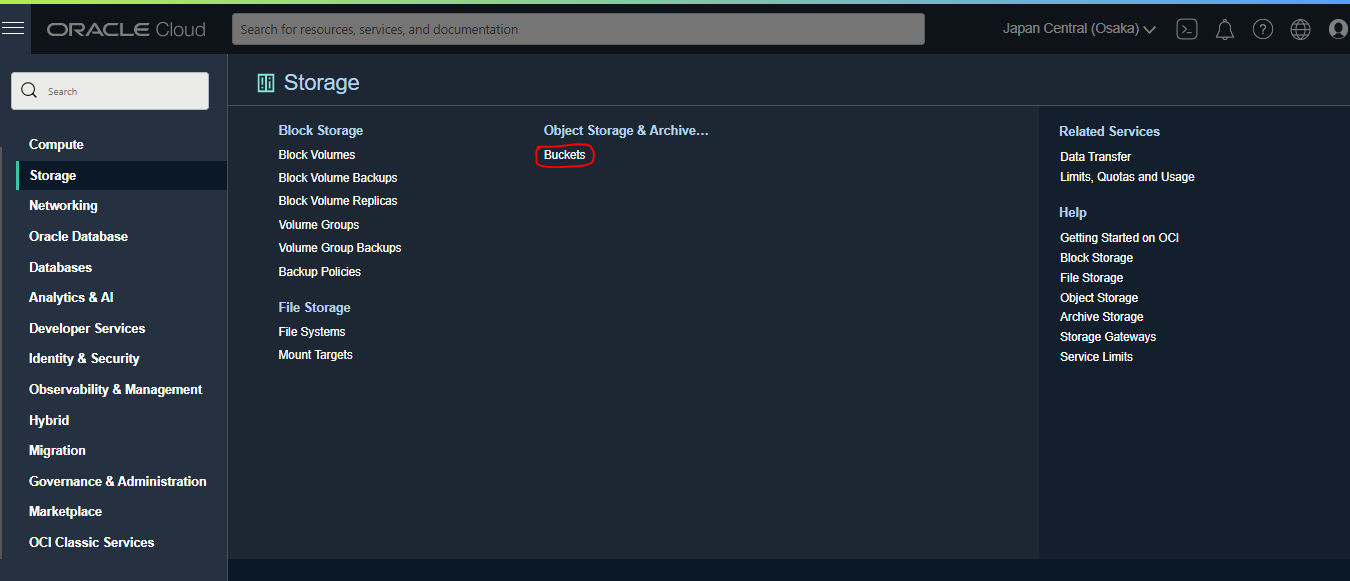 ORACLE Cloud
Search for resources, services, and documentation
Japan Central (Osaka)
Search
Compute
Storage
Networking
Oracle Database
Databases
Analytics & AI
Developer Services
Identity & Security
Observability & Management
Hybrid
Migration
Governance & Administration
Marketplace
OCI Classic Services
Storage
Block Storage
Block Volumes
Block Volume Backups
Block Volume Replicas
Volume Groups
Volume Group Backups
Backup Policies
File Storage
File Systems
Mount Targets
Object Storage & Archive…
Buckets
Related Services
Data Transfer
Limits, Quotas and Usage
Help
Getting Started on OCI
Block Storage
File Storage
Object Storage
Archive Storage
Storage Gateways
Service Limits